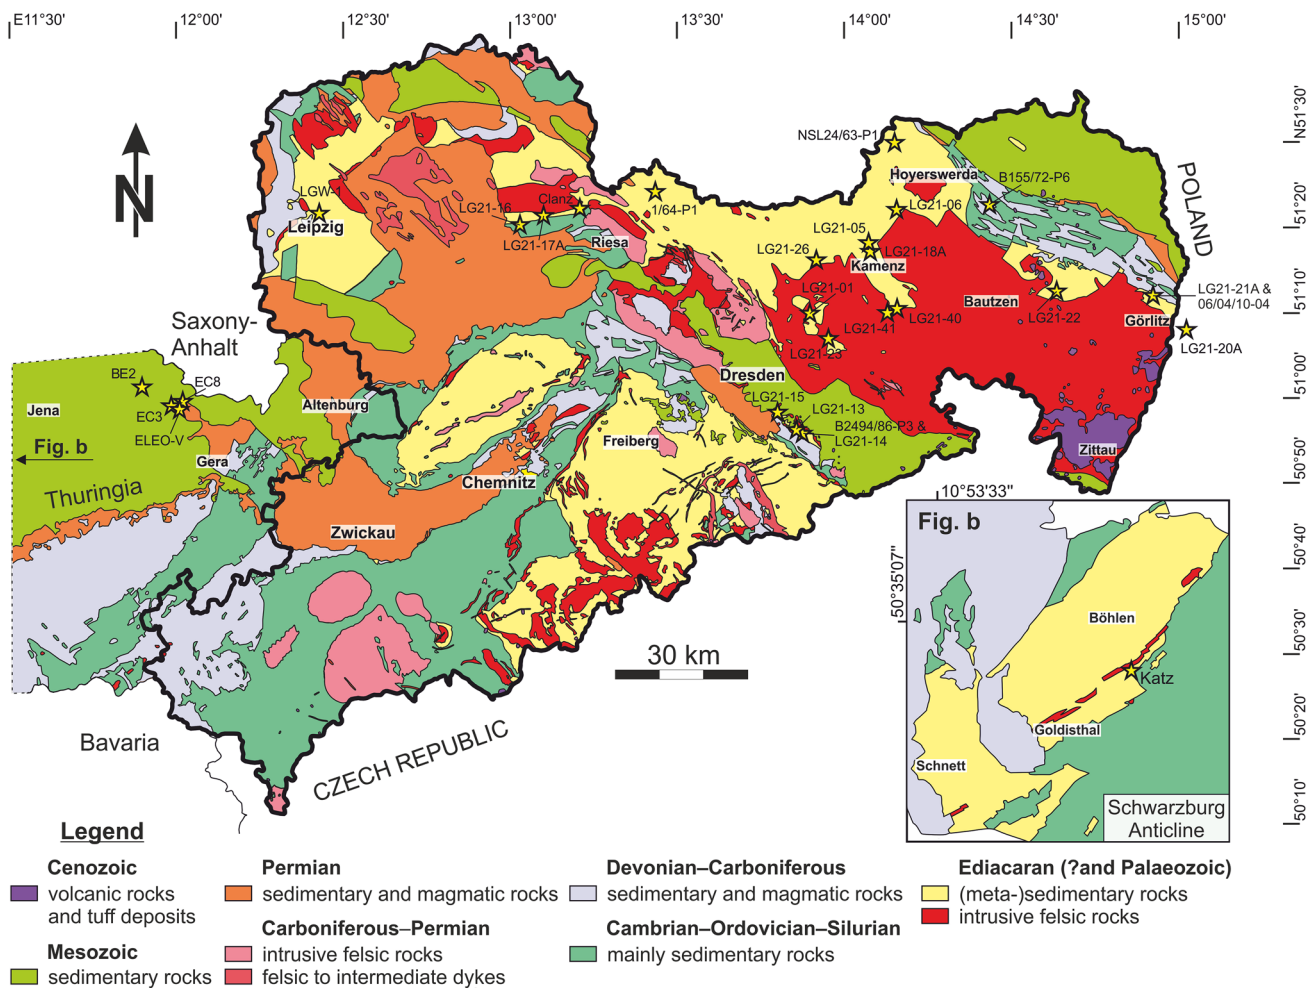 E11°30'
12°00'
12°30'
13°00'
13°30'
14°00'
14°50'
15°00'
N51°30'
51°20'
51°10'
51°00'
50°50'
50°40'
50°30'
50°20'
50°10'
N
POLAND
NSL24/63-P1
Hoyerswerda
B155/72-P6
LGW-1
Leipzig
LG21-16
Clanz
LG21-17A
Riesa
1/64-P1
LG21-06
LG21-05
LG21-26
LG21-18A
Kamenz
LG21-01
Bautzen
LG21-21A &
06/04/10-04
LG21-22
Görlitz
LG21-41
LG21-40
LG21-23
LG21-20A
Saxony-
Anhalt
BE2
EC8
EC3
ELEO-V
Jena
Fig. b
Gera
Thuringia
Altenburg
Dresden
LG21-15
LG21-13
B2494/86-P3 &
LG21-14
Freiberg
Chemnitz
Zwickau
Zittau
30 km
Bavaria
CZECH REPUBLIC
10°53'33"
50°35'07"
Fig. b
Böhlen
Katz
Goldisthal
Schnett
Schwarzburg
Anticline
Legend
Cenozoic
volcanic rocks
and tuff deposits
Mesozoic
sedimentary rocks
Permian
sedimentary and magmatic rocks
Carboniferous–Permian
intrusive felsic rocks
felsic to intermediate dykes
Devonian–Carboniferous
sedimentary and magmatic rocks
Cambrian–Ordovician–Silurian
mainly sedimentary rocks
Ediacaran (?and Palaeozoic)
(meta-)sedimentary rocks
intrusive felsic rocks